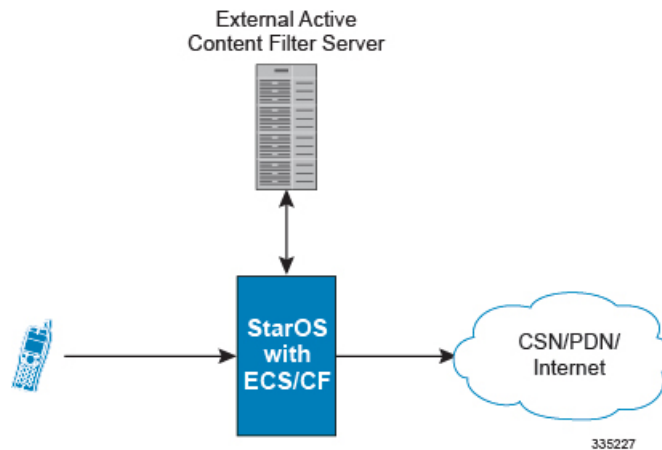 External Active
Content Filter Server
StarOS
with
ECS/CF
CSN/PDN/
Internet
335227